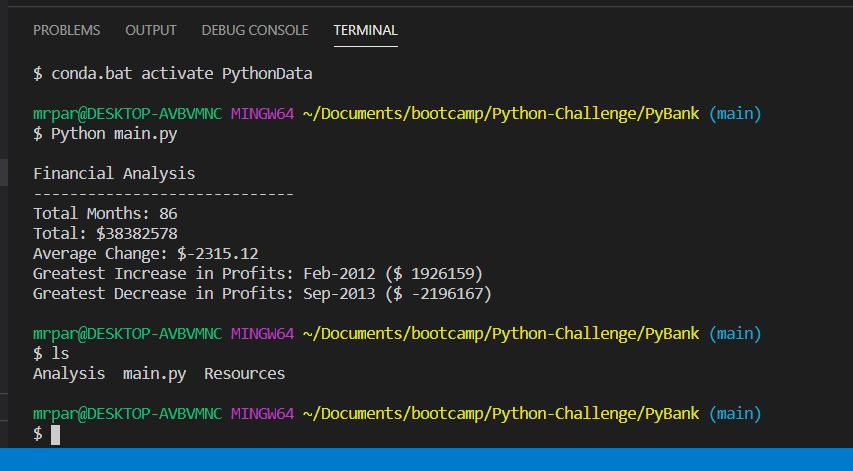 PROBLEMS OUTPUT DEBUG CONSOLE TERMINAL
$ conda.bat activate PythonData
mrpar@DESKTOP-AVBVMNC MINGW64 ~/Documents/bootcamp/Python-Challenge/PyBank (main)
$ Python main.py
Financial Analysis
-----------------------------
Total Months: 86
Total: $38382578
Average Change: $-2315.12
Greatest Increase in Profits: Feb-2012 ($ 1926159)
Greatest Decrease in Profits: Sep-2013 ($ -2196167)
mrpar@DESKTOP-AVBVMNC MINGW64 ~/Documents/bootcamp/Python-Challenge/PyBank (main)
$ ls
Analysis  main.py  Resources
mrpar@DESKTOP-AVBVMNC MINGW64 ~/Documents/bootcamp/Python-Challenge/PyBank (main)
$